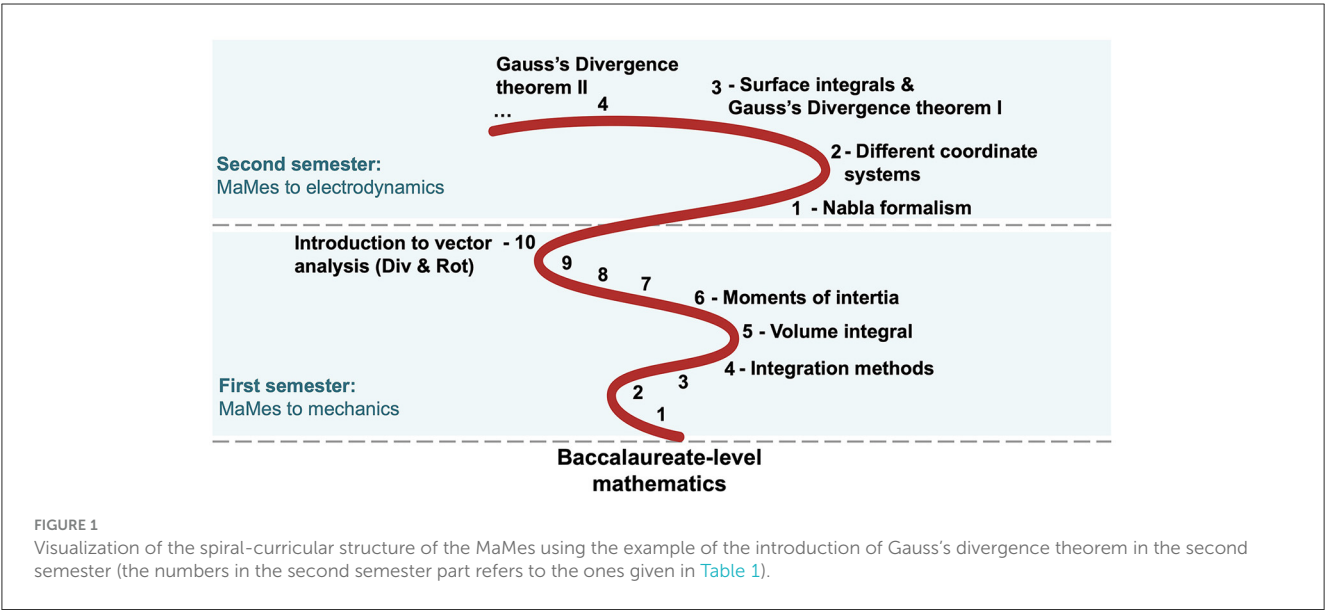 Gauss's Divergence
theorem II
...
4
3 - Surface integrals &
Gauss's Divergence theorem I
2 - Different coordinate
systems
Second semester:
MaMes to electrodynamics
1 - Nabla formalism
Introduction to vector - 10
analysis (Div & Rot)
9
8
7
6 - Moments of intertia
5 - Volume integral
4 - Integration methods
3
2
1
First semester:
MaMes to mechanics
Baccalaureate-level
mathematics
FIGURE 1
Visualization of the spiral-curricular structure of the MaMes using the example of the introduction of Gauss's divergence theorem in the second
semester (the numbers in the second semester part refers to the ones given in Table 1).